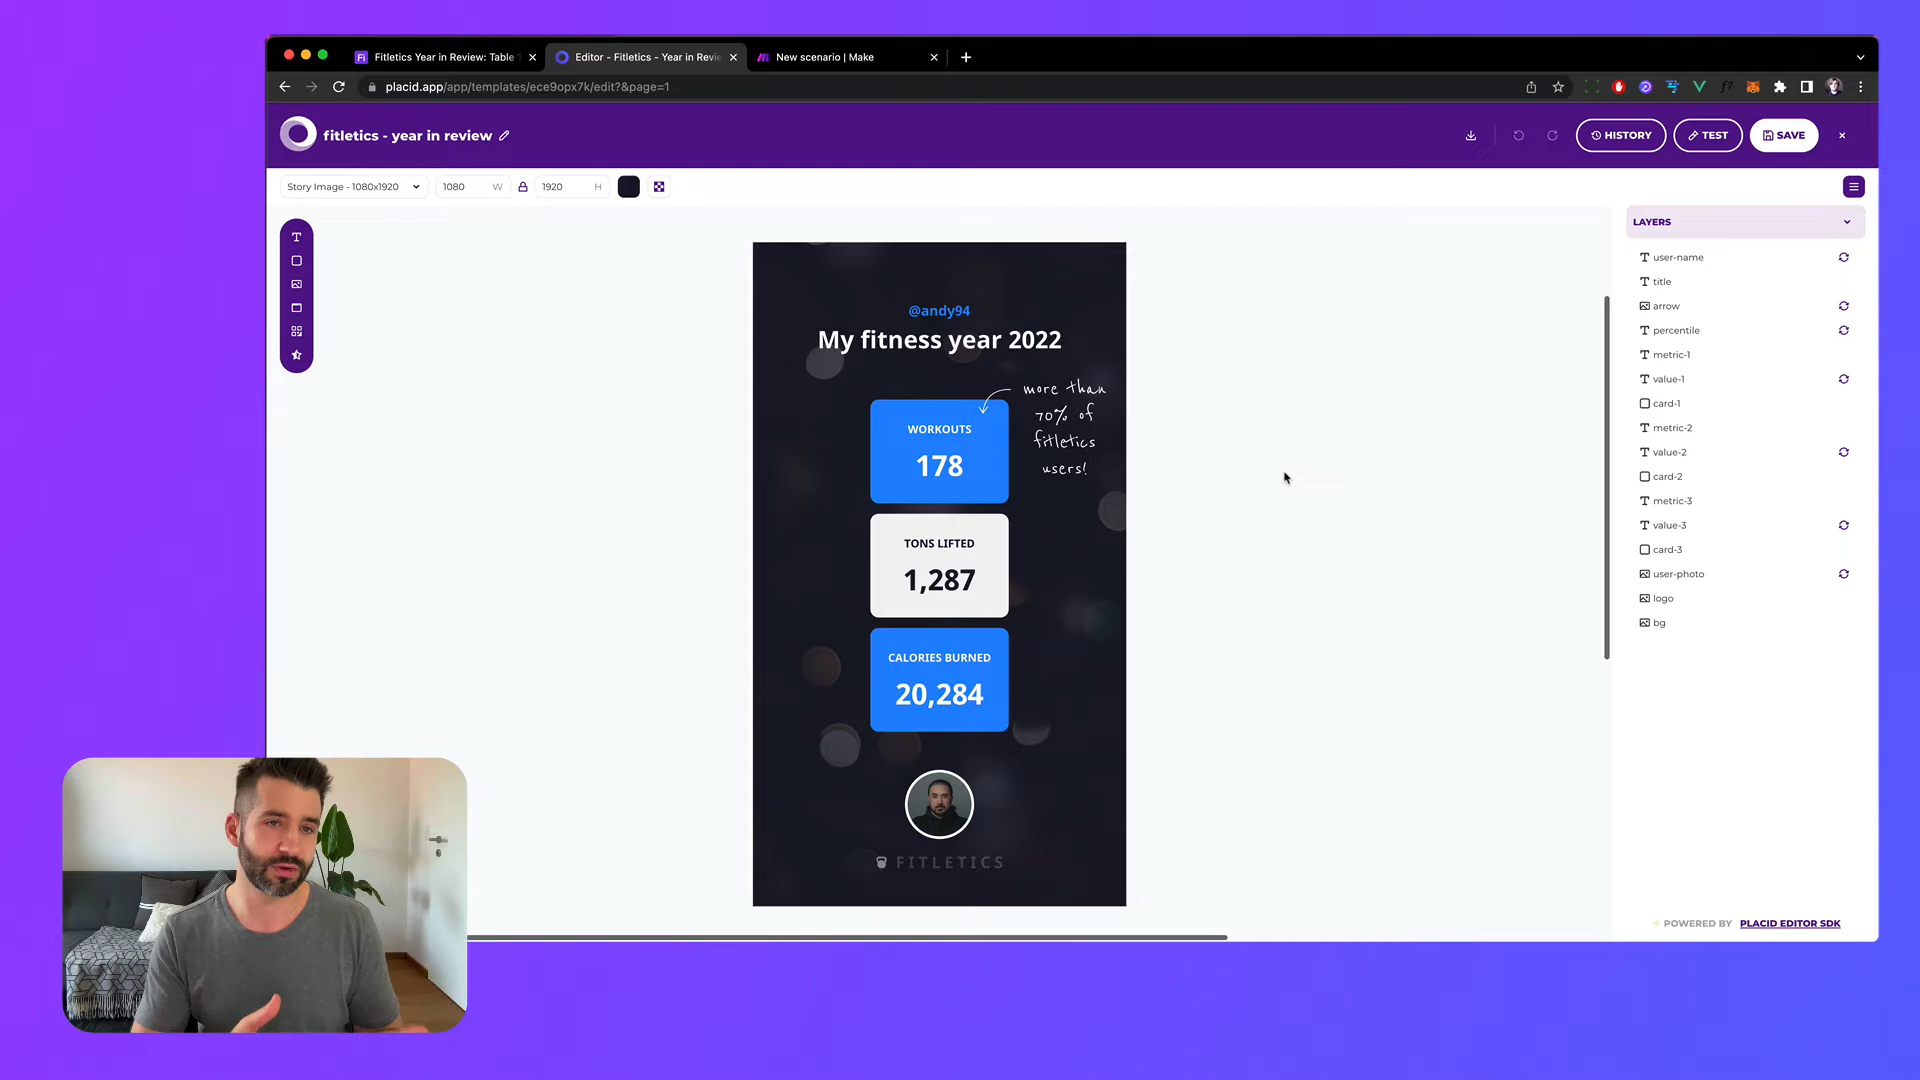 Fitletics Year in Review: Table
Editor - Fitletics - Year in Revie
New scenario | Make
placid.app/app/templates/ece9opx7k/edit?&page=1
fitletics - year in review
HISTORY
TEST
SAVE
Story Image - 1080x1920
1080 W
1920 H
LAYERS
user-name
title
arrow
percentile
metric-1
value-1
card-1
metric-2
value-2
card-2
metric-3
value-3
card-3
user-photo
logo
bg
@andy94
My fitness year 2022
more than
70% of
fitletics
users!
WORKOUTS
178
TONS LIFTED
1,287
CALORIES BURNED
20,284
FITLETICS
POWERED BY PLACID EDITOR SDK